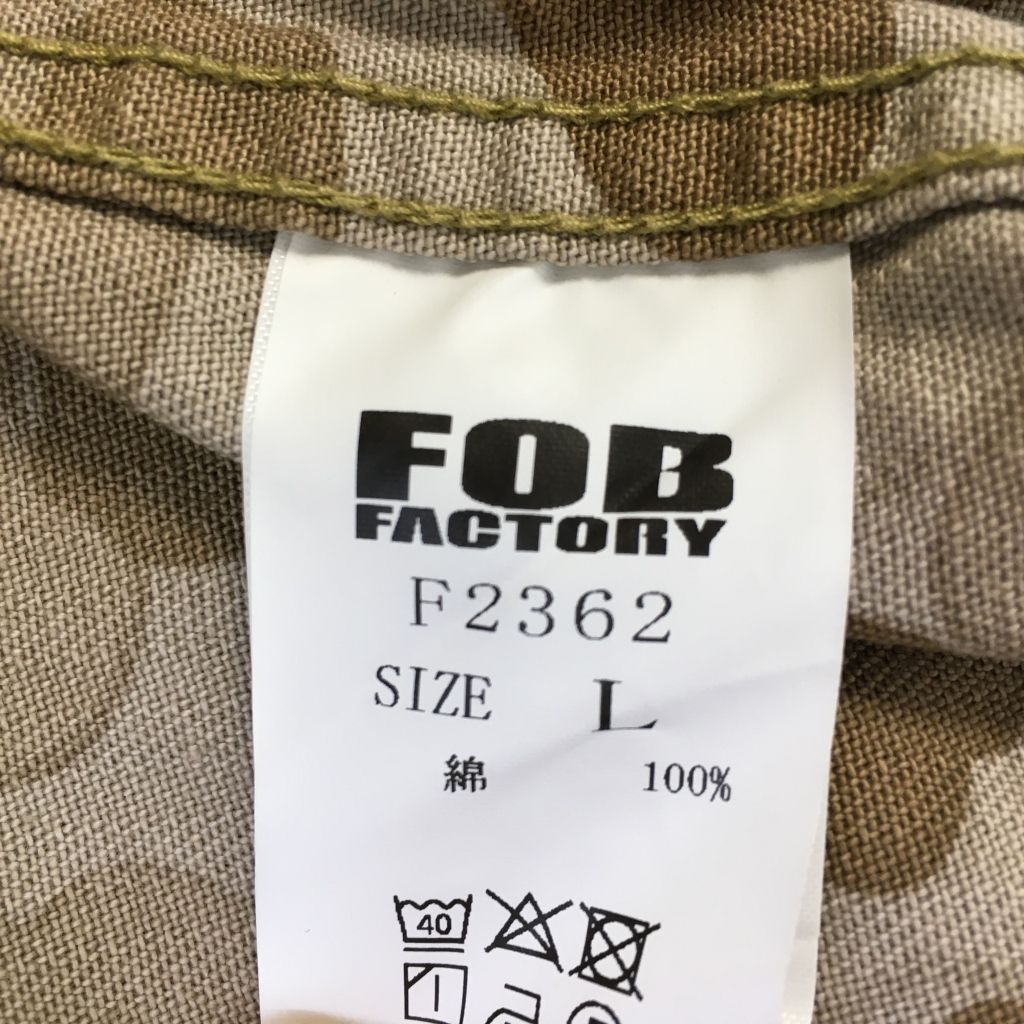 FOB
FACTORY
F2362
SIZE L
綿 100%
40